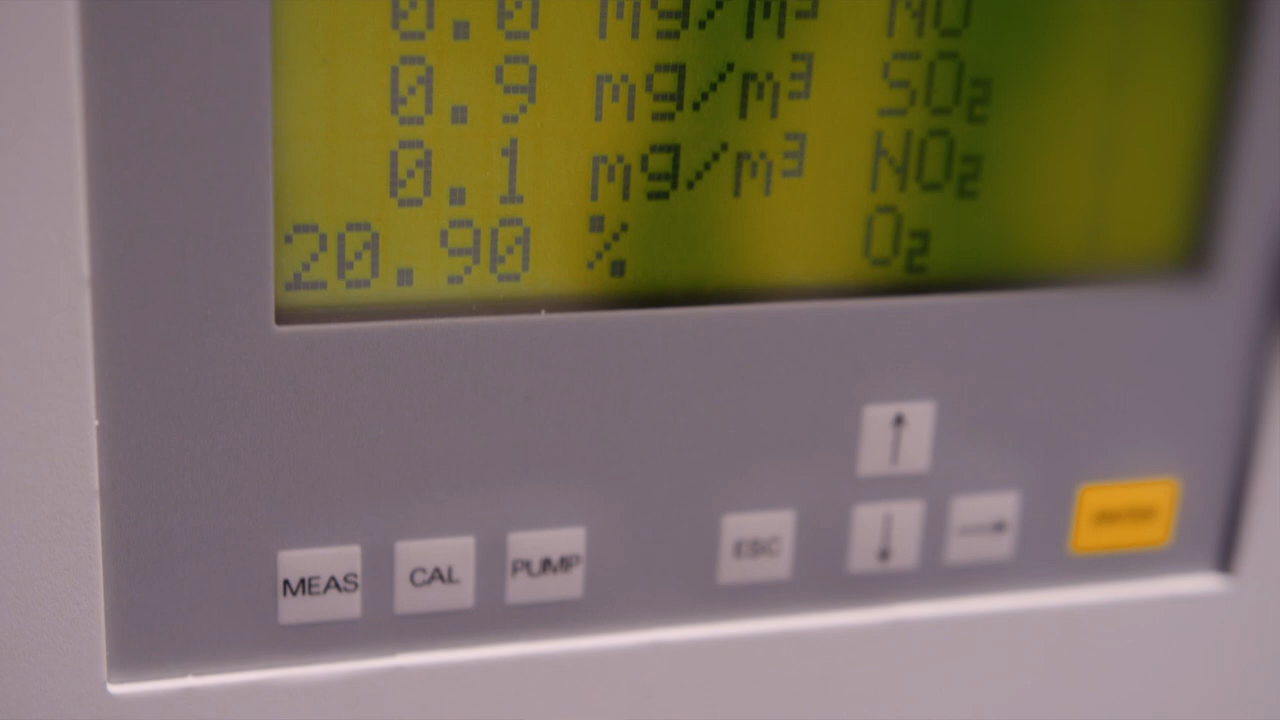 0.0 mg/m³ NO
0.9 mg/m³ SO₂
0.1 mg/m³ NO₂
20.90 % O₂
↑
MEAS CAL PUMP ESC ↓ → ENTER